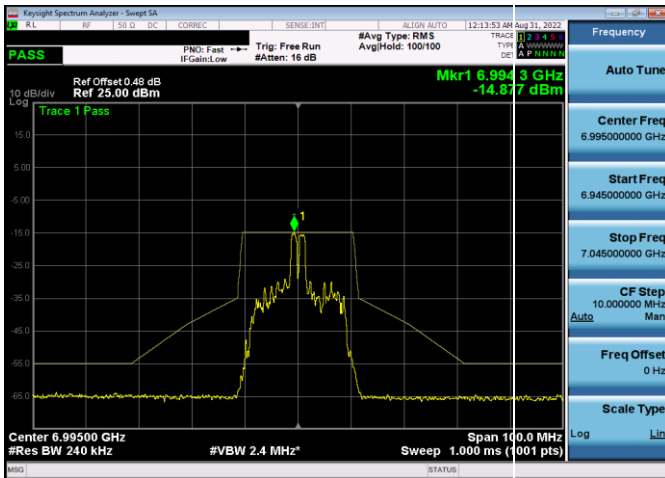 Keysight Spectrum Analyzer - Swept SA
RL RF 50 Ω DC CORREC SENSE:INT ALIGN AUTO 12:13:53 AM Aug 31, 2022
#Avg Type: RMS TRACE 1 2 3 4 5 6
PNO: Fast Trig: Free Run Avg|Hold: 100/100 TYPE A WWWWW
PASS IFGain:Low #Atten: 16 dB DET A P N N N N
Ref Offset 0.48 dB Mkr1 6.994 3 GHz
10 dB/div Ref 25.00 dBm -14.877 dBm
Log
Trace 1 Pass
15.0
5.00
-5.00
1
-15.0
-25.0
-35.0
-45.0
-55.0
-65.0
Center 6.99500 GHz Span 100.0 MHz
#Res BW 240 kHz #VBW 2.4 MHz* Sweep 1.000 ms (1001 pts)
MSG STATUS
Frequency
Auto Tune
Center Freq
6.995000000 GHz
Start Freq
6.945000000 GHz
Stop Freq
7.045000000 GHz
CF Step
10.000000 MHz
Auto Man
Freq Offset
0 Hz
Scale Type
Log Lin